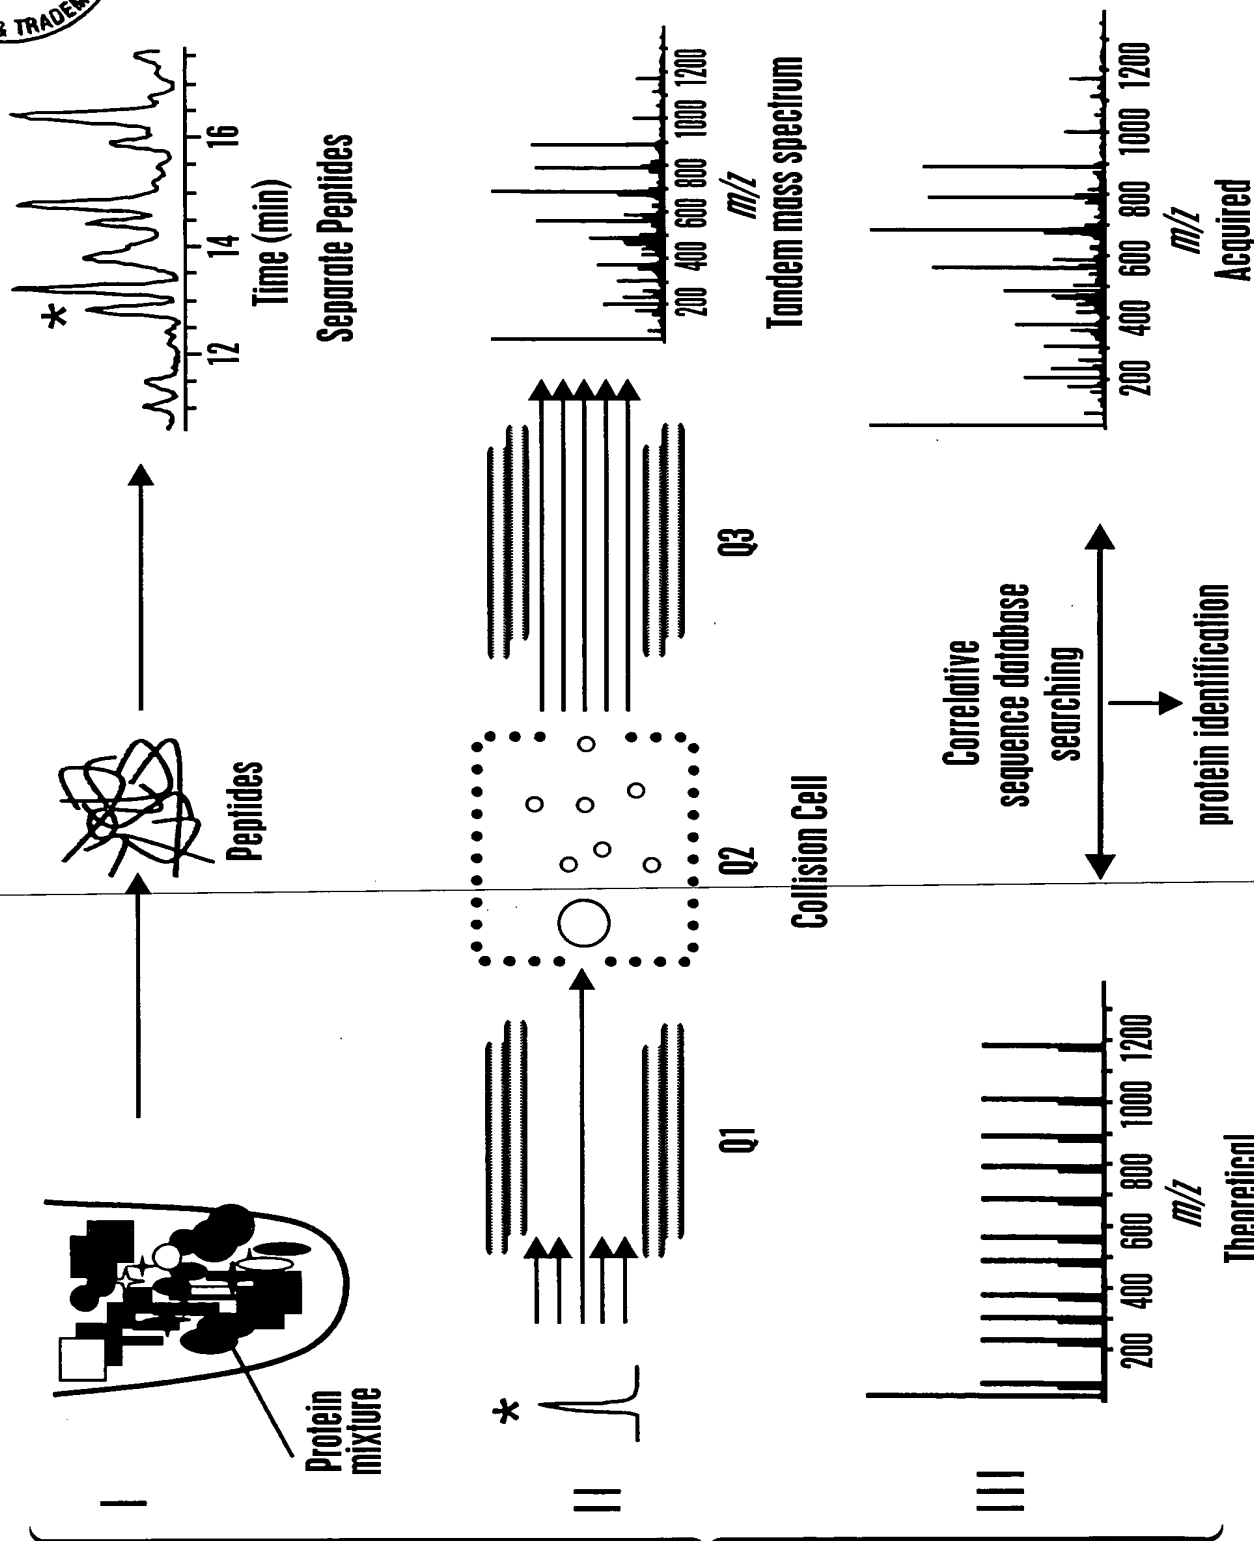 & TRADEM
I
Protein
mixture
Peptides
*
12
14
16
Time (min)
Separate Peptides
II
*
Q1
Q2
Collision Cell
Q3
200
400
600
800
1000
1200
m/z
Tandem mass spectrum
III
200
400
600
800
1000
1200
m/z
Theoretical
Correlative
sequence database
searching
protein identification
200
400
600
800
1000
1200
m/z
Acquired